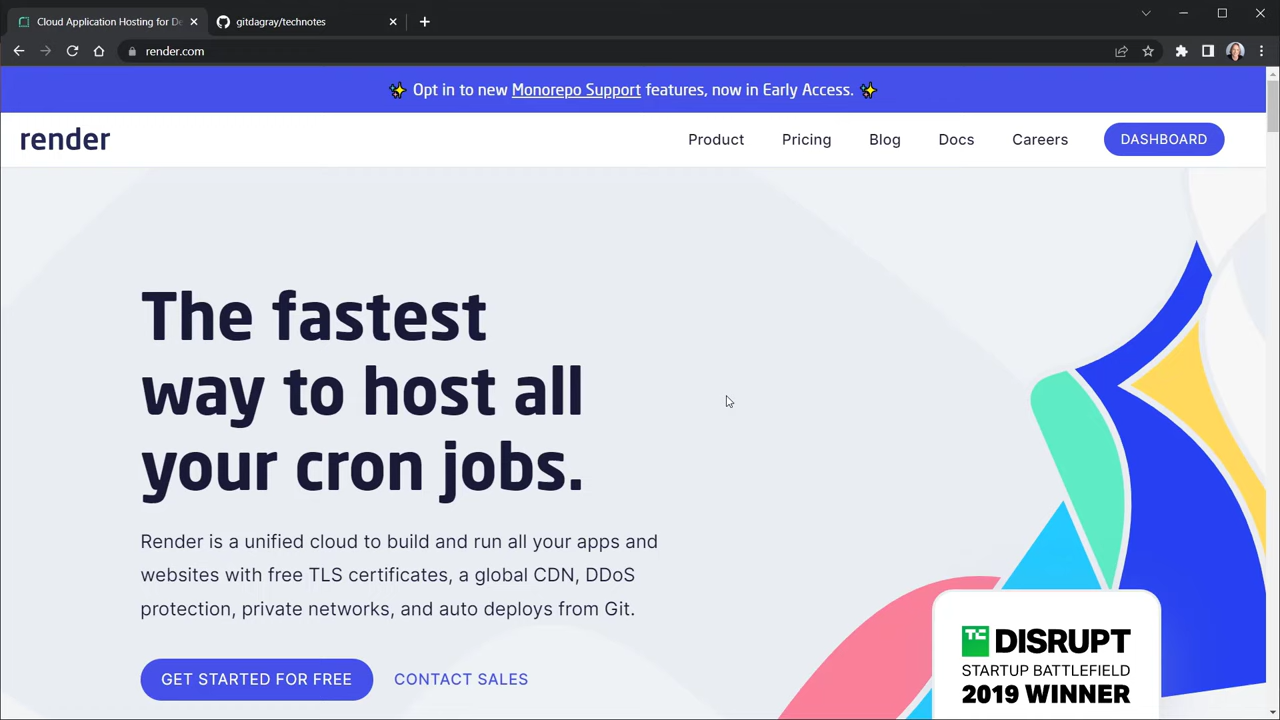 Cloud Application Hosting for De
gitdagray/technotes
render.com
✨ Opt in to new Monorepo Support features, now in Early Access. ✨
render
Product
Pricing
Blog
Docs
Careers
DASHBOARD
The fastest
way to host all
your cron jobs.
Render is a unified cloud to build and run all your apps and
websites with free TLS certificates, a global CDN, DDoS
protection, private networks, and auto deploys from Git.
GET STARTED FOR FREE
CONTACT SALES
TC DISRUPT
STARTUP BATTLEFIELD
2019 WINNER